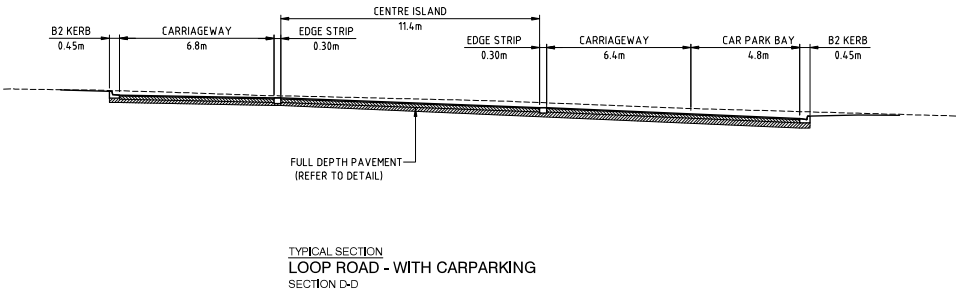 CENTRE ISLAND
11.4m
B2 KERB
0.45m
CARRIAGEWAY
6.8m
EDGE STRIP
0.30m
EDGE STRIP
0.30m
CARRIAGEWAY
6.4m
CAR PARK BAY
4.8m
B2 KERB
0.45m
FULL DEPTH PAVEMENT
(REFER TO DETAIL)
TYPICAL SECTION
LOOP ROAD - WITH CARPARKING
SECTION D-D